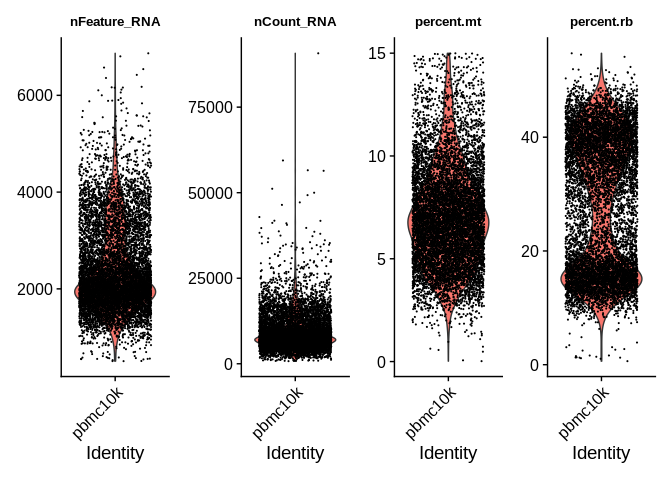 nFeature_RNA
6000
4000
2000
pbmc10k
Identity
nCount_RNA
75000
50000
25000
0
pbmc10k
Identity
percent.mt
15
10
5
0
pbmc10k
Identity
percent.rb
40
20
0
pbmc10k
Identity